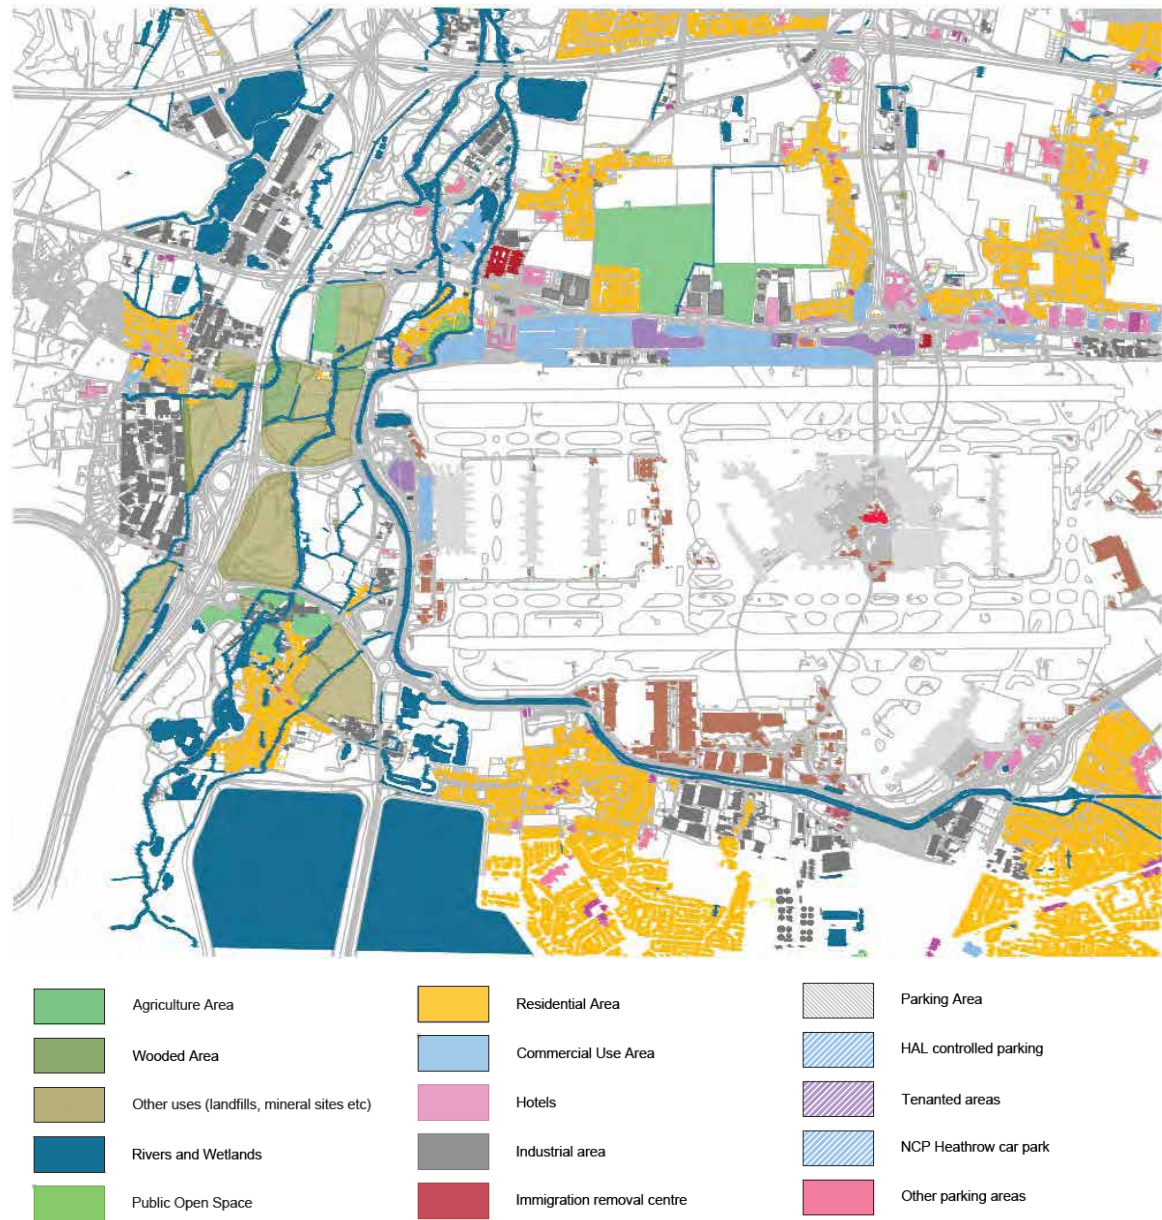 Agriculture Area
Wooded Area
Other uses (landfills, mineral sites etc)
Rivers and Wetlands
Public Open Space
Residential Area
Commercial Use Area
Hotels
Industrial area
Immigration removal centre
Parking Area
HAL controlled parking
Tenanted areas
NCP Heathrow car park
Other parking areas